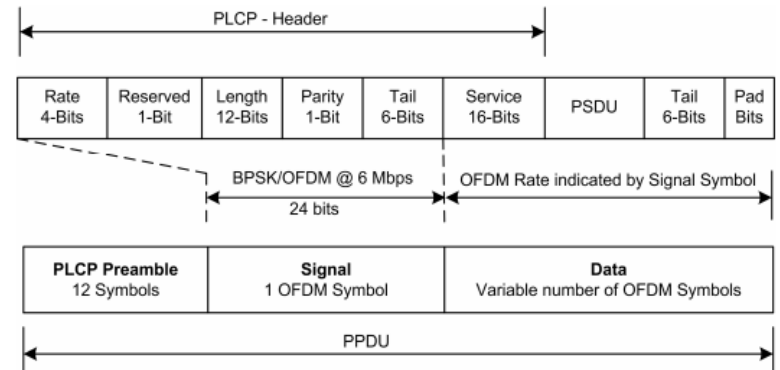 PLCP - Header
Rate Reserved Length Parity Tail Service PSDU Tail Pad
4-Bits 1-Bit 12-Bits 1-Bit 6-Bits 16-Bits 6-Bits Bits
BPSK/OFDM @ 6 Mbps OFDM Rate indicated by Signal Symbol
24 bits
PLCP Preamble Signal Data
12 Symbols 1 OFDM Symbol Variable number of OFDM Symbols
PPDU